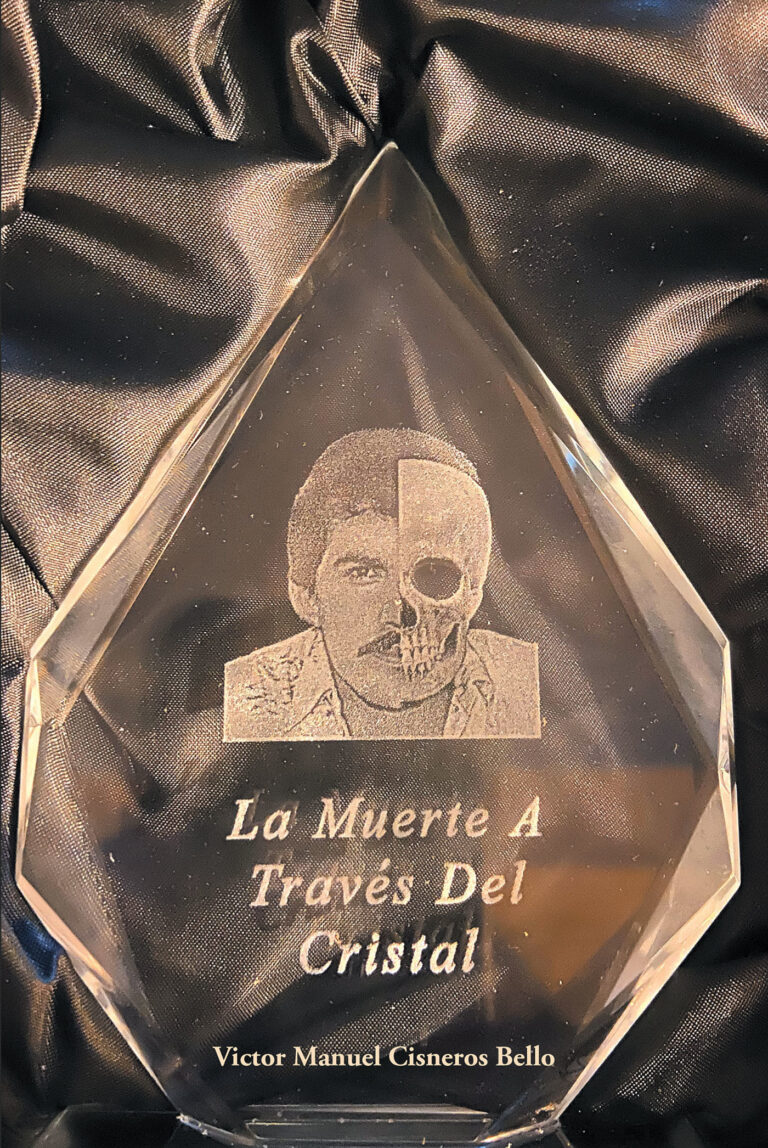 La Muerte A
Través Del
Cristal
Victor Manuel Cisneros Bello